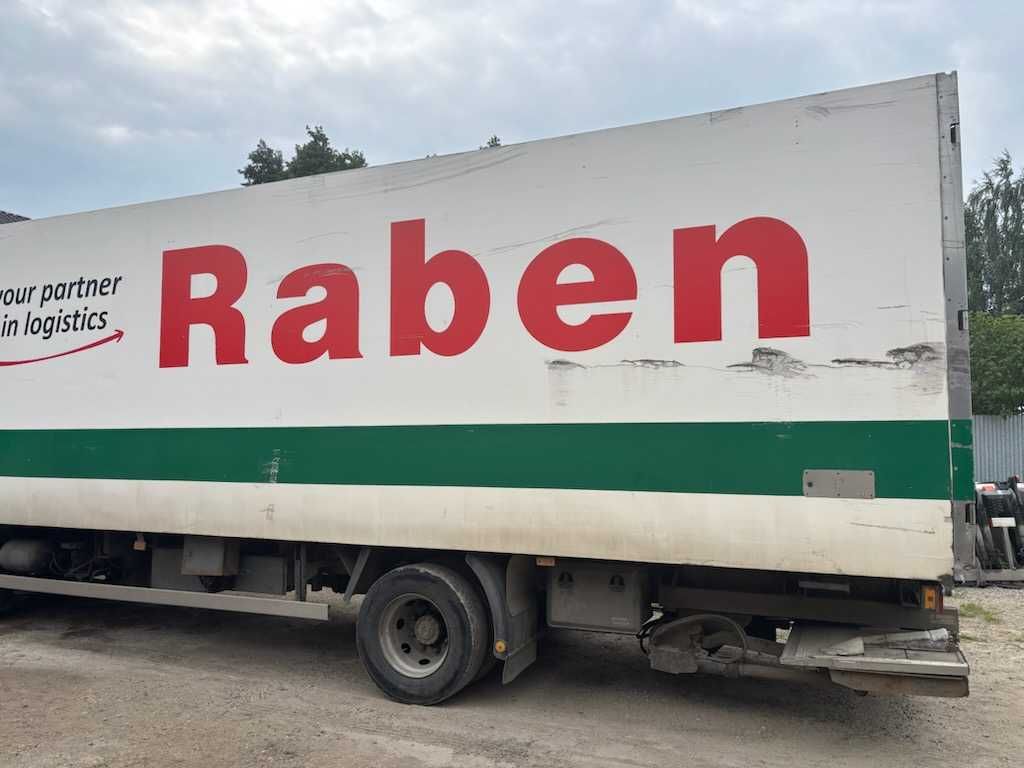 your partner
in logistics
Raben